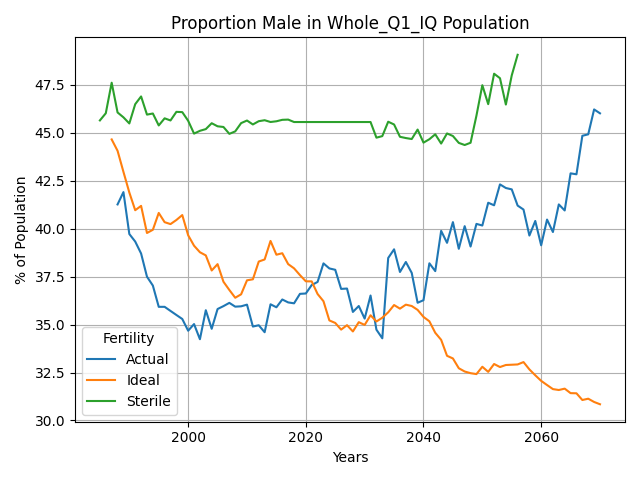 Proportion Male in Whole_Q1_IQ Population
% of Population
47.5
45.0
42.5
40.0
37.5
35.0
32.5
30.0
Fertility
Actual
Ideal
Sterile
2000
2020
2040
2060
Years